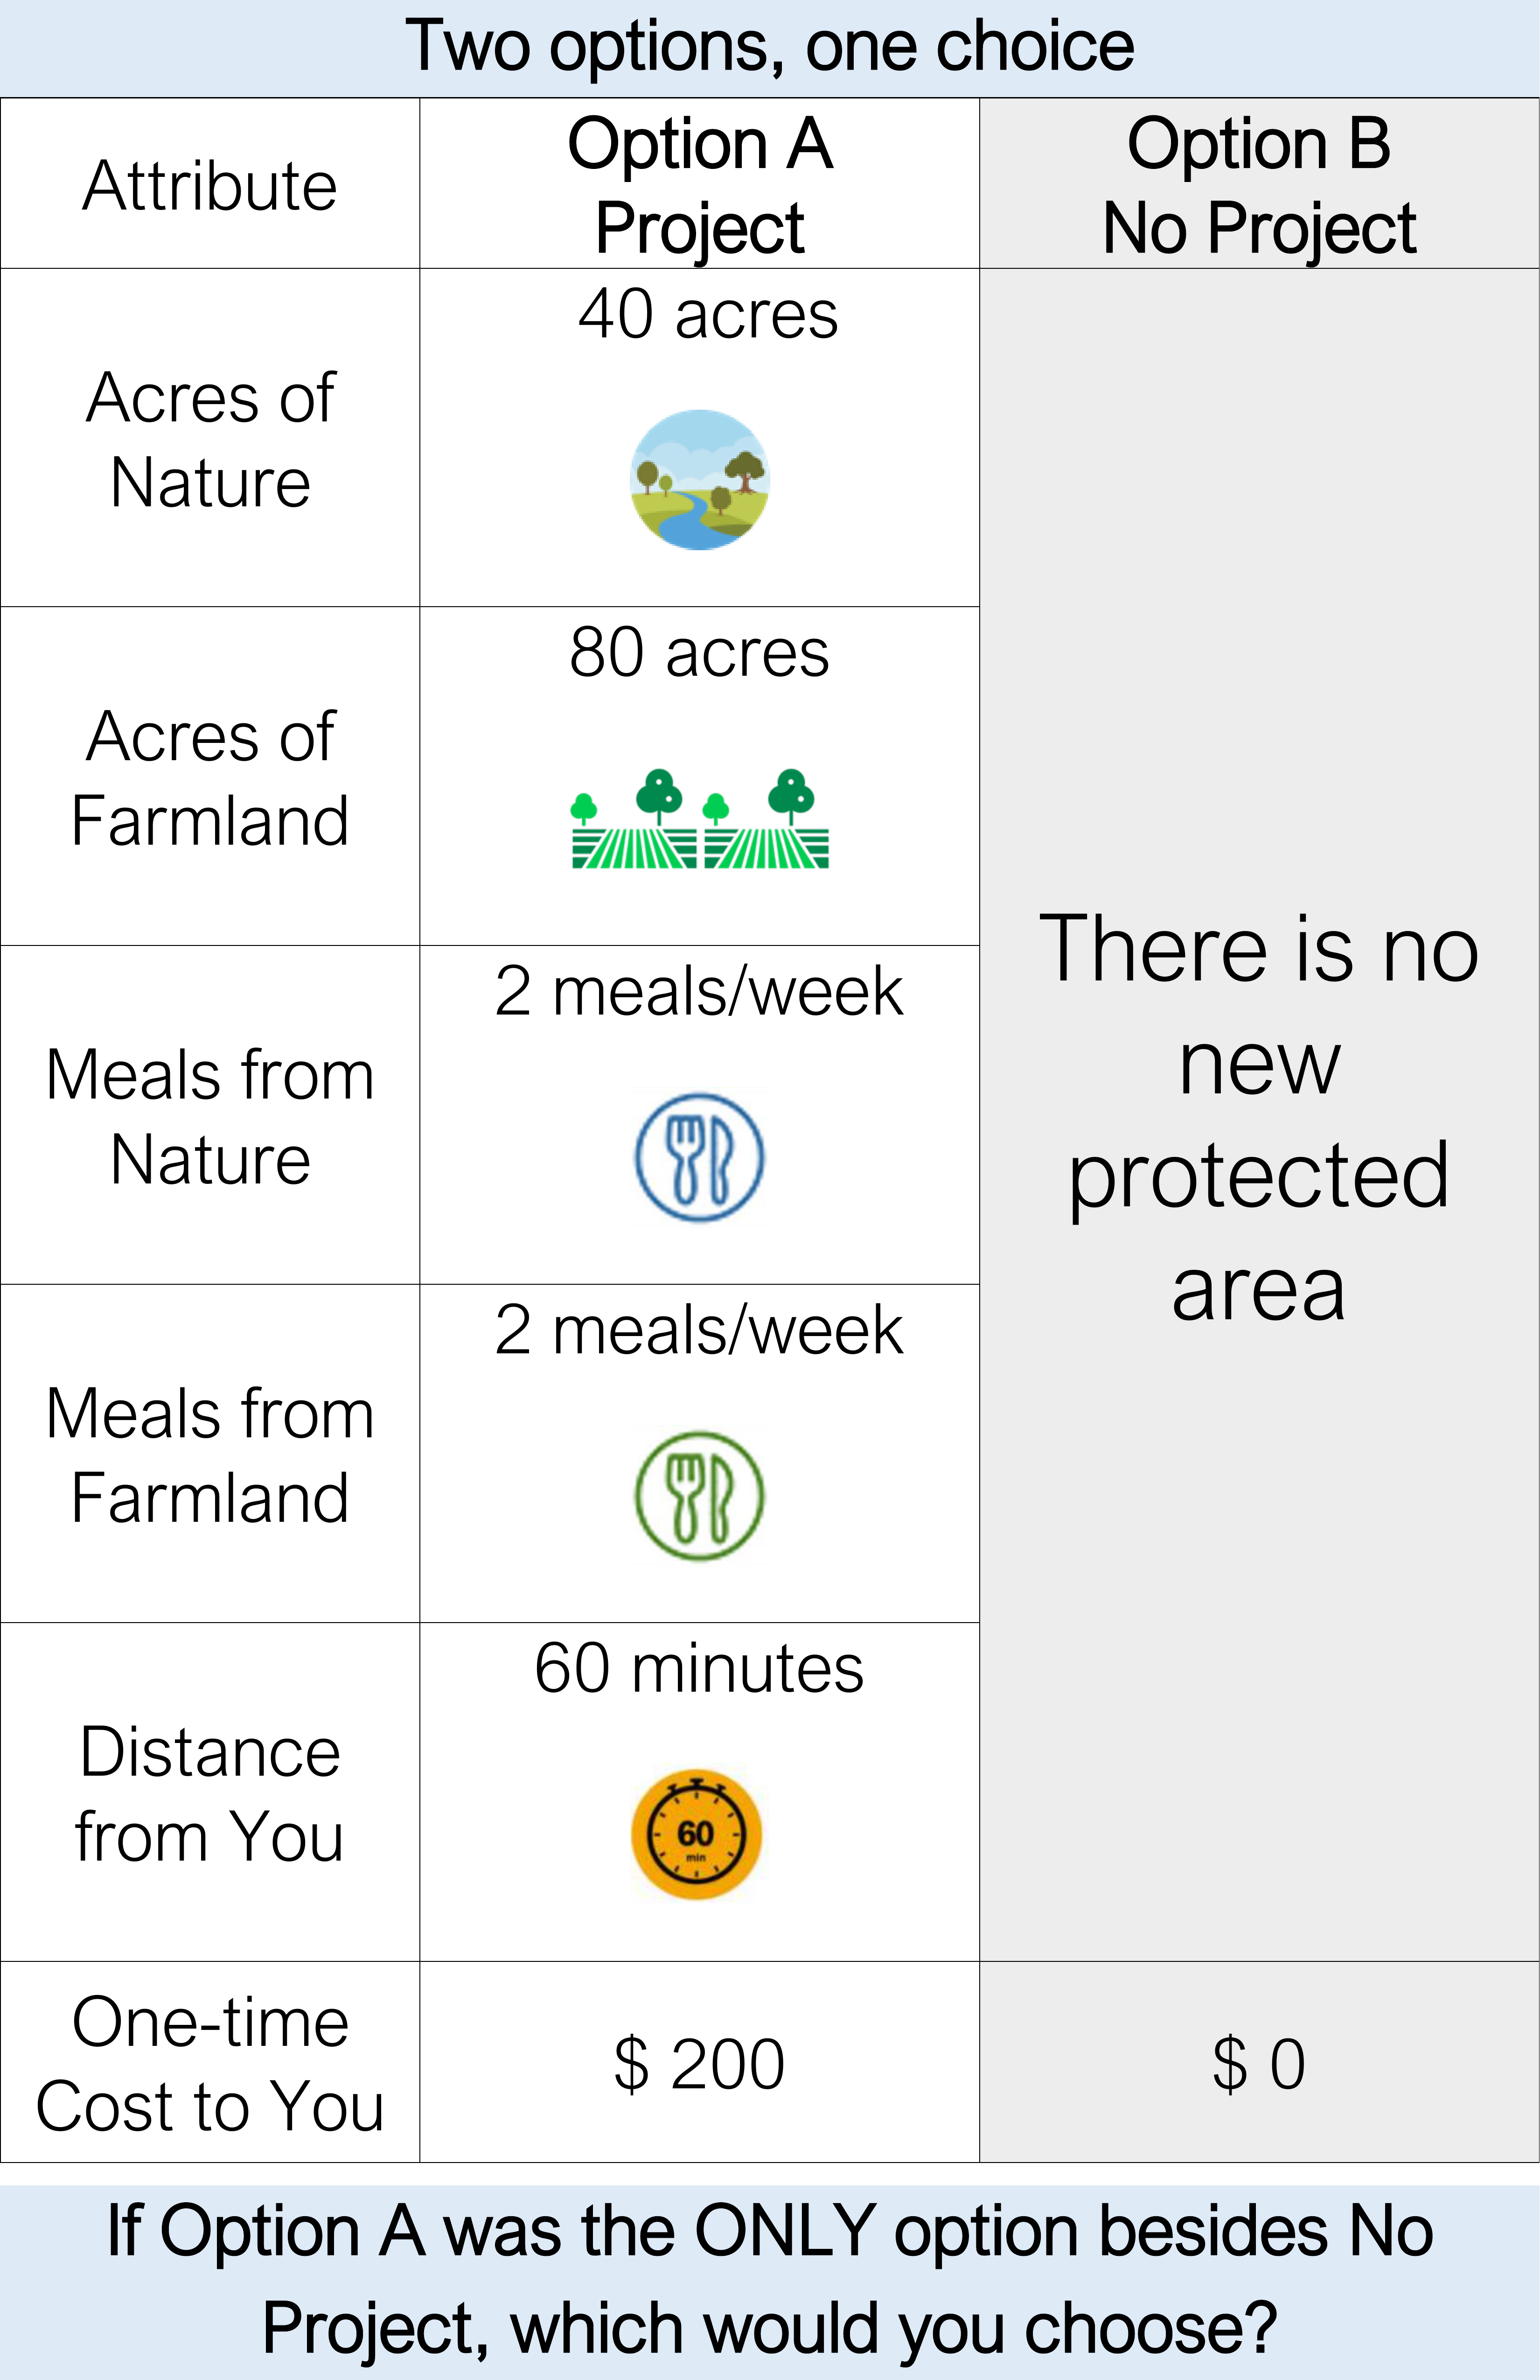 Two options, one choice
Attribute
Option A
Project
Option B
No Project
Acres of
Nature
40 acres
Acres of
Farmland
80 acres
Meals from
Nature
2 meals/week
Meals from
Farmland
2 meals/week
Distance
from You
60 minutes
60
min
There is no
new
protected
area
One-time
Cost to You
$ 200
$ 0
If Option A was the ONLY option besides No
Project, which would you choose?